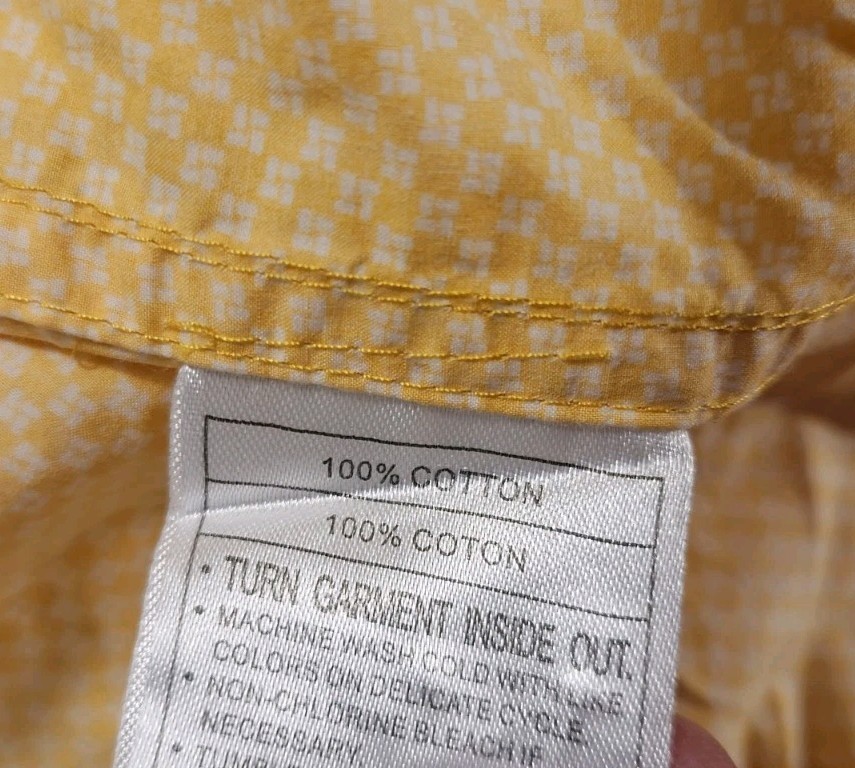 100% COTTON
100% COTON
• TURN GARMENT INSIDE OUT.
• MACHINE WASH COLD WITH LIKE
COLORS ON DELICATE CYCLE
• NON-CHLORINE BLEACH IF
NECESSARY